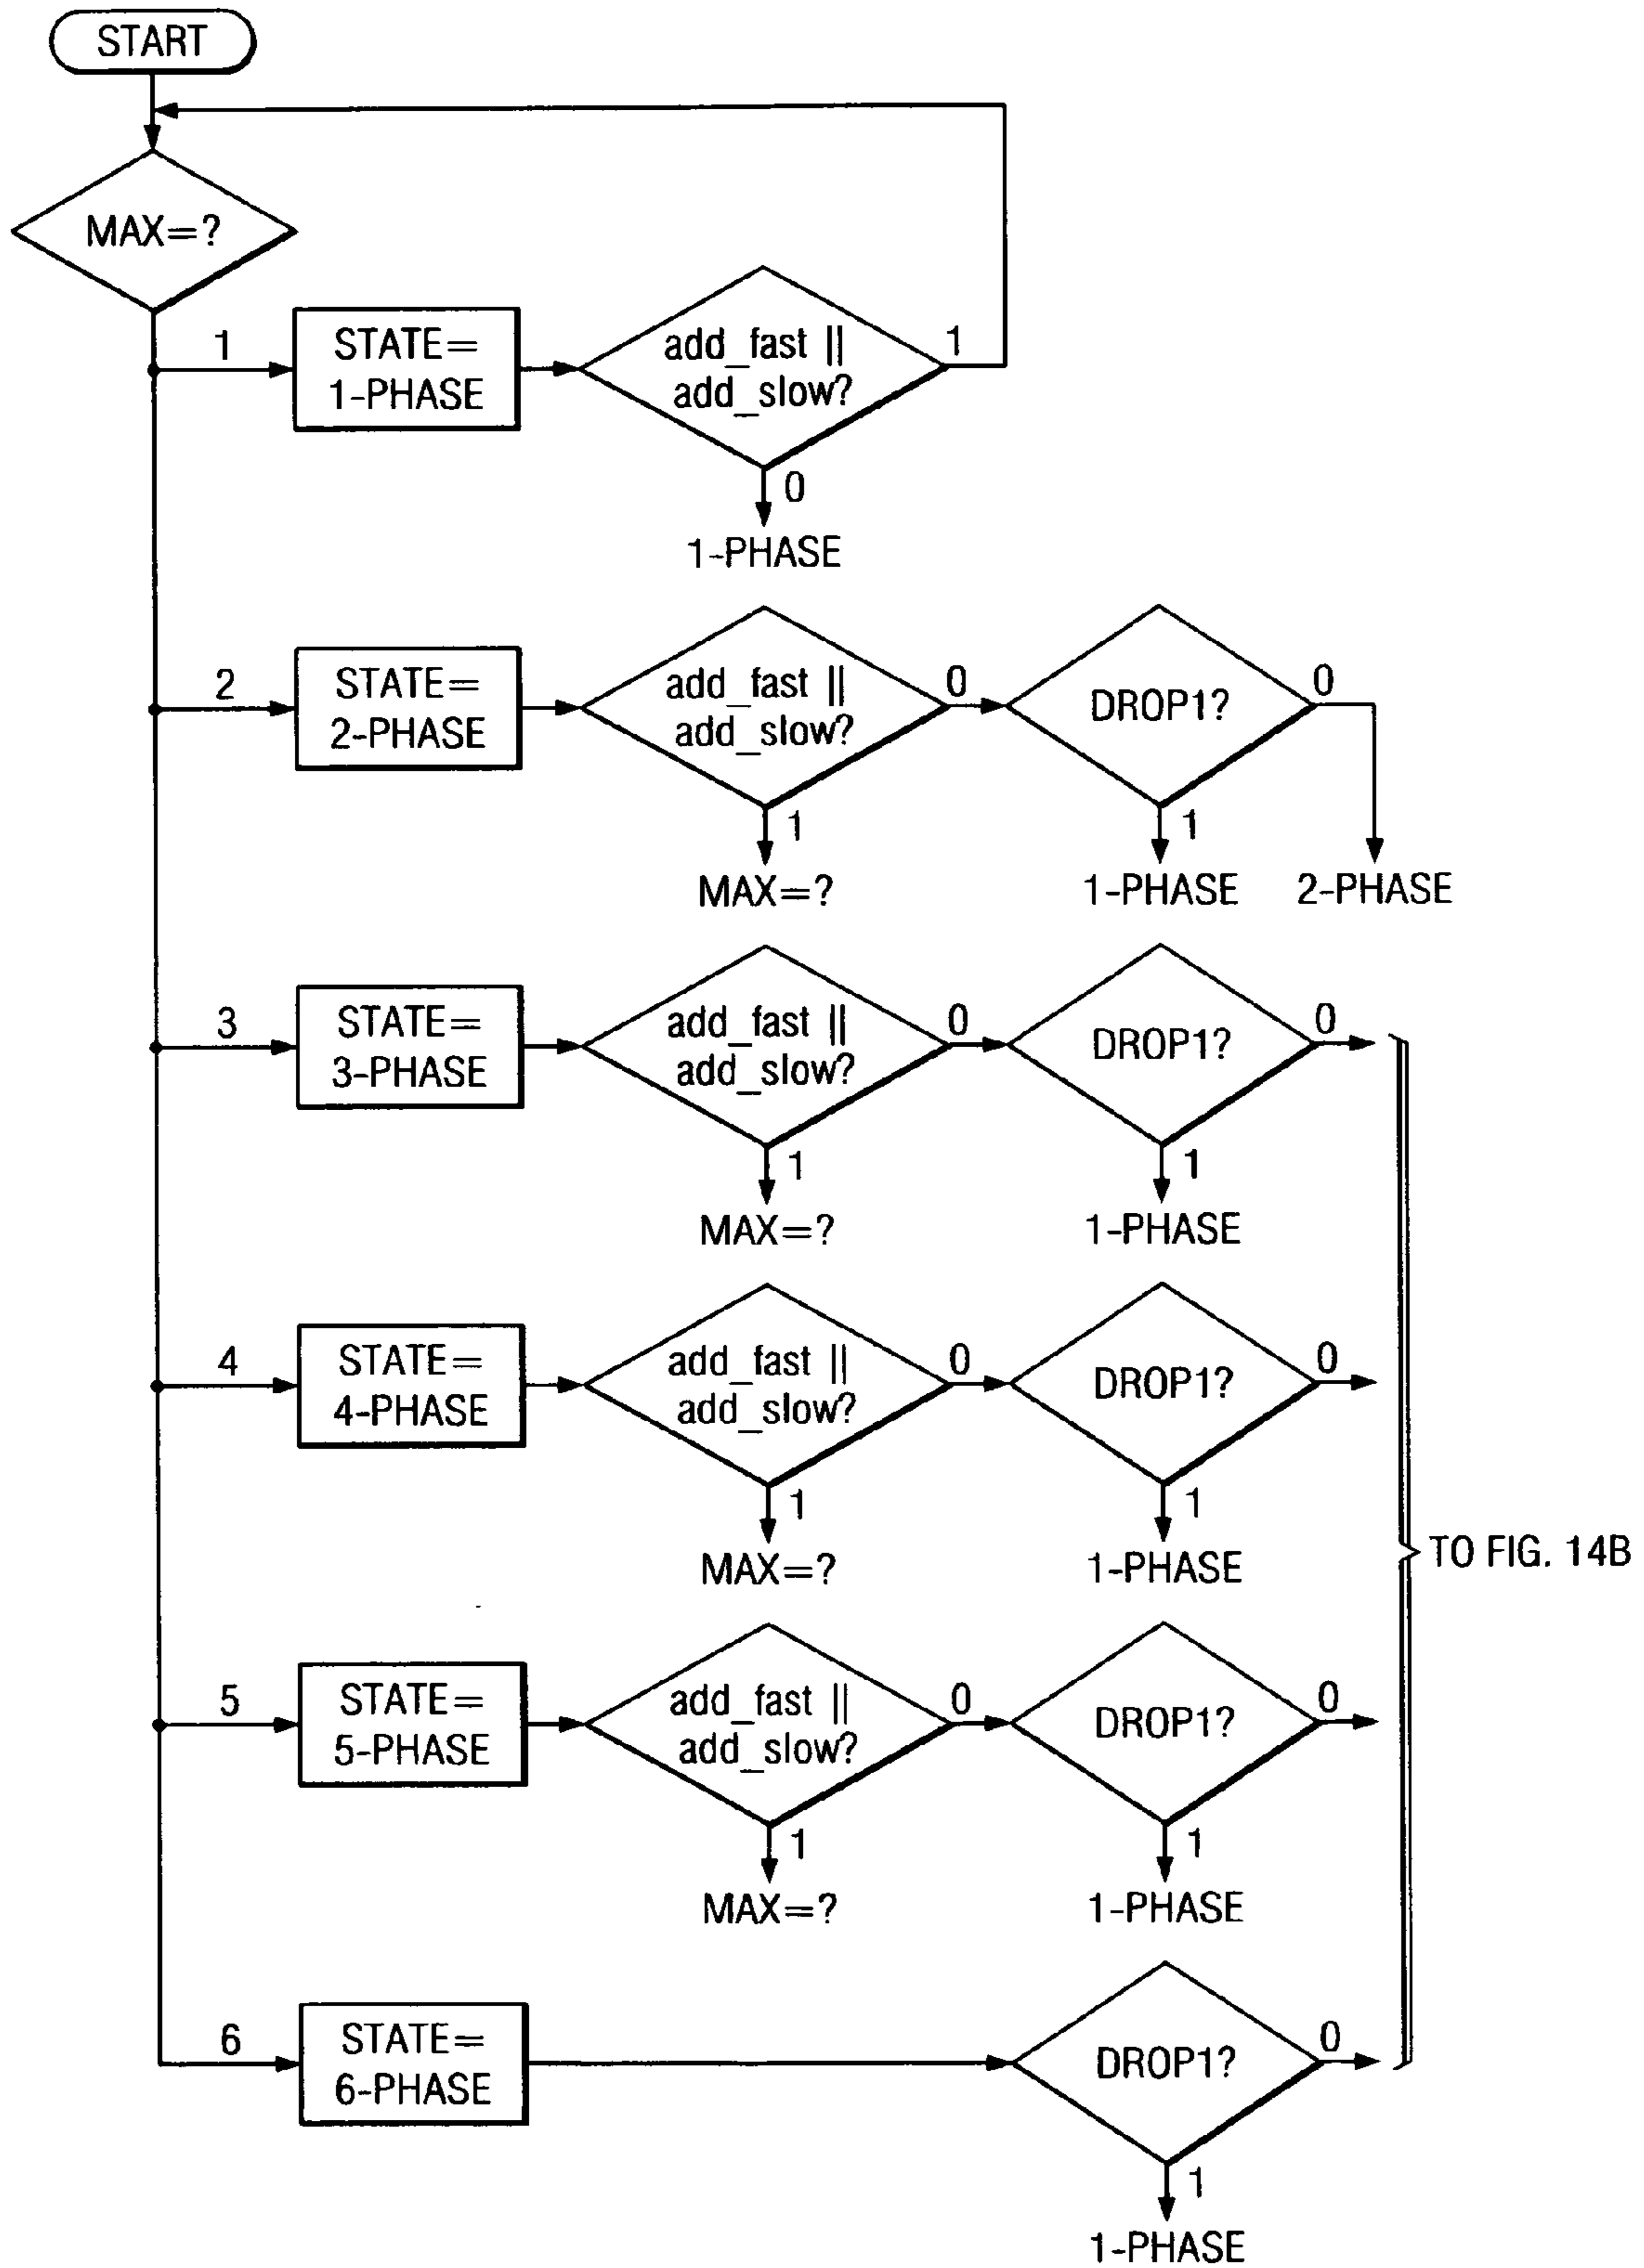 START
MAX=?
1
STATE=
1-PHASE
add_fast ||
add_slow?
1
0
1-PHASE
2
STATE=
2-PHASE
add_fast ||
add_slow?
0
DROP1?
0
1
MAX=?
1
1-PHASE
2-PHASE
3
STATE=
3-PHASE
add_fast ||
add_slow?
0
DROP1?
0
1
MAX=?
1
1-PHASE
4
STATE=
4-PHASE
add_fast ||
add_slow?
0
DROP1?
0
1
MAX=?
1
1-PHASE
TO FIG. 14B
5
STATE=
5-PHASE
add_fast ||
add_slow?
0
DROP1?
0
1
MAX=?
1
1-PHASE
6
STATE=
6-PHASE
DROP1?
0
1
1-PHASE